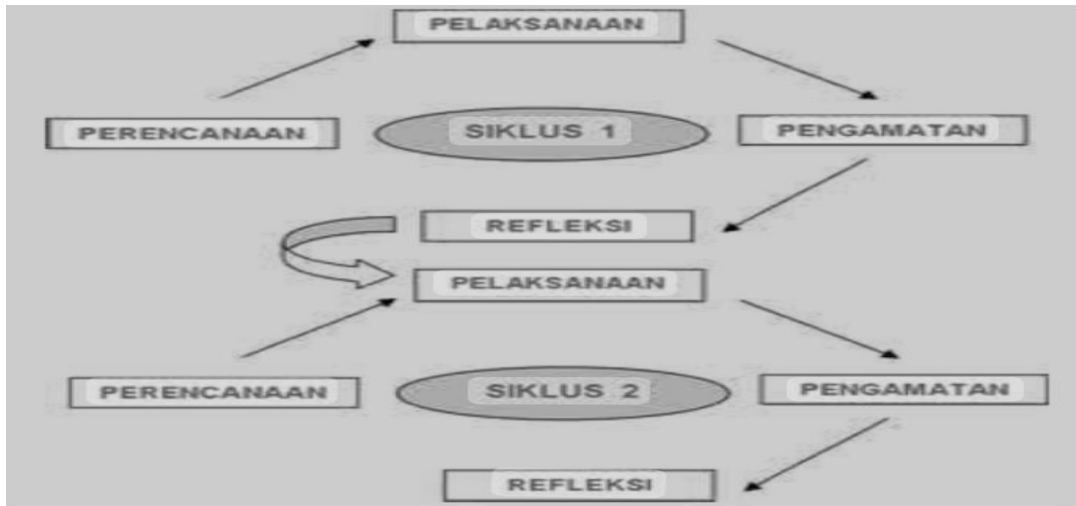 PELAKSANAAN
PERENCANAAN
SIKLUS 1
PENGAMATAN
REFLEKSI
PELAKSANAAN
PERENCANAAN
SIKLUS 2
PENGAMATAN
REFLEKSI